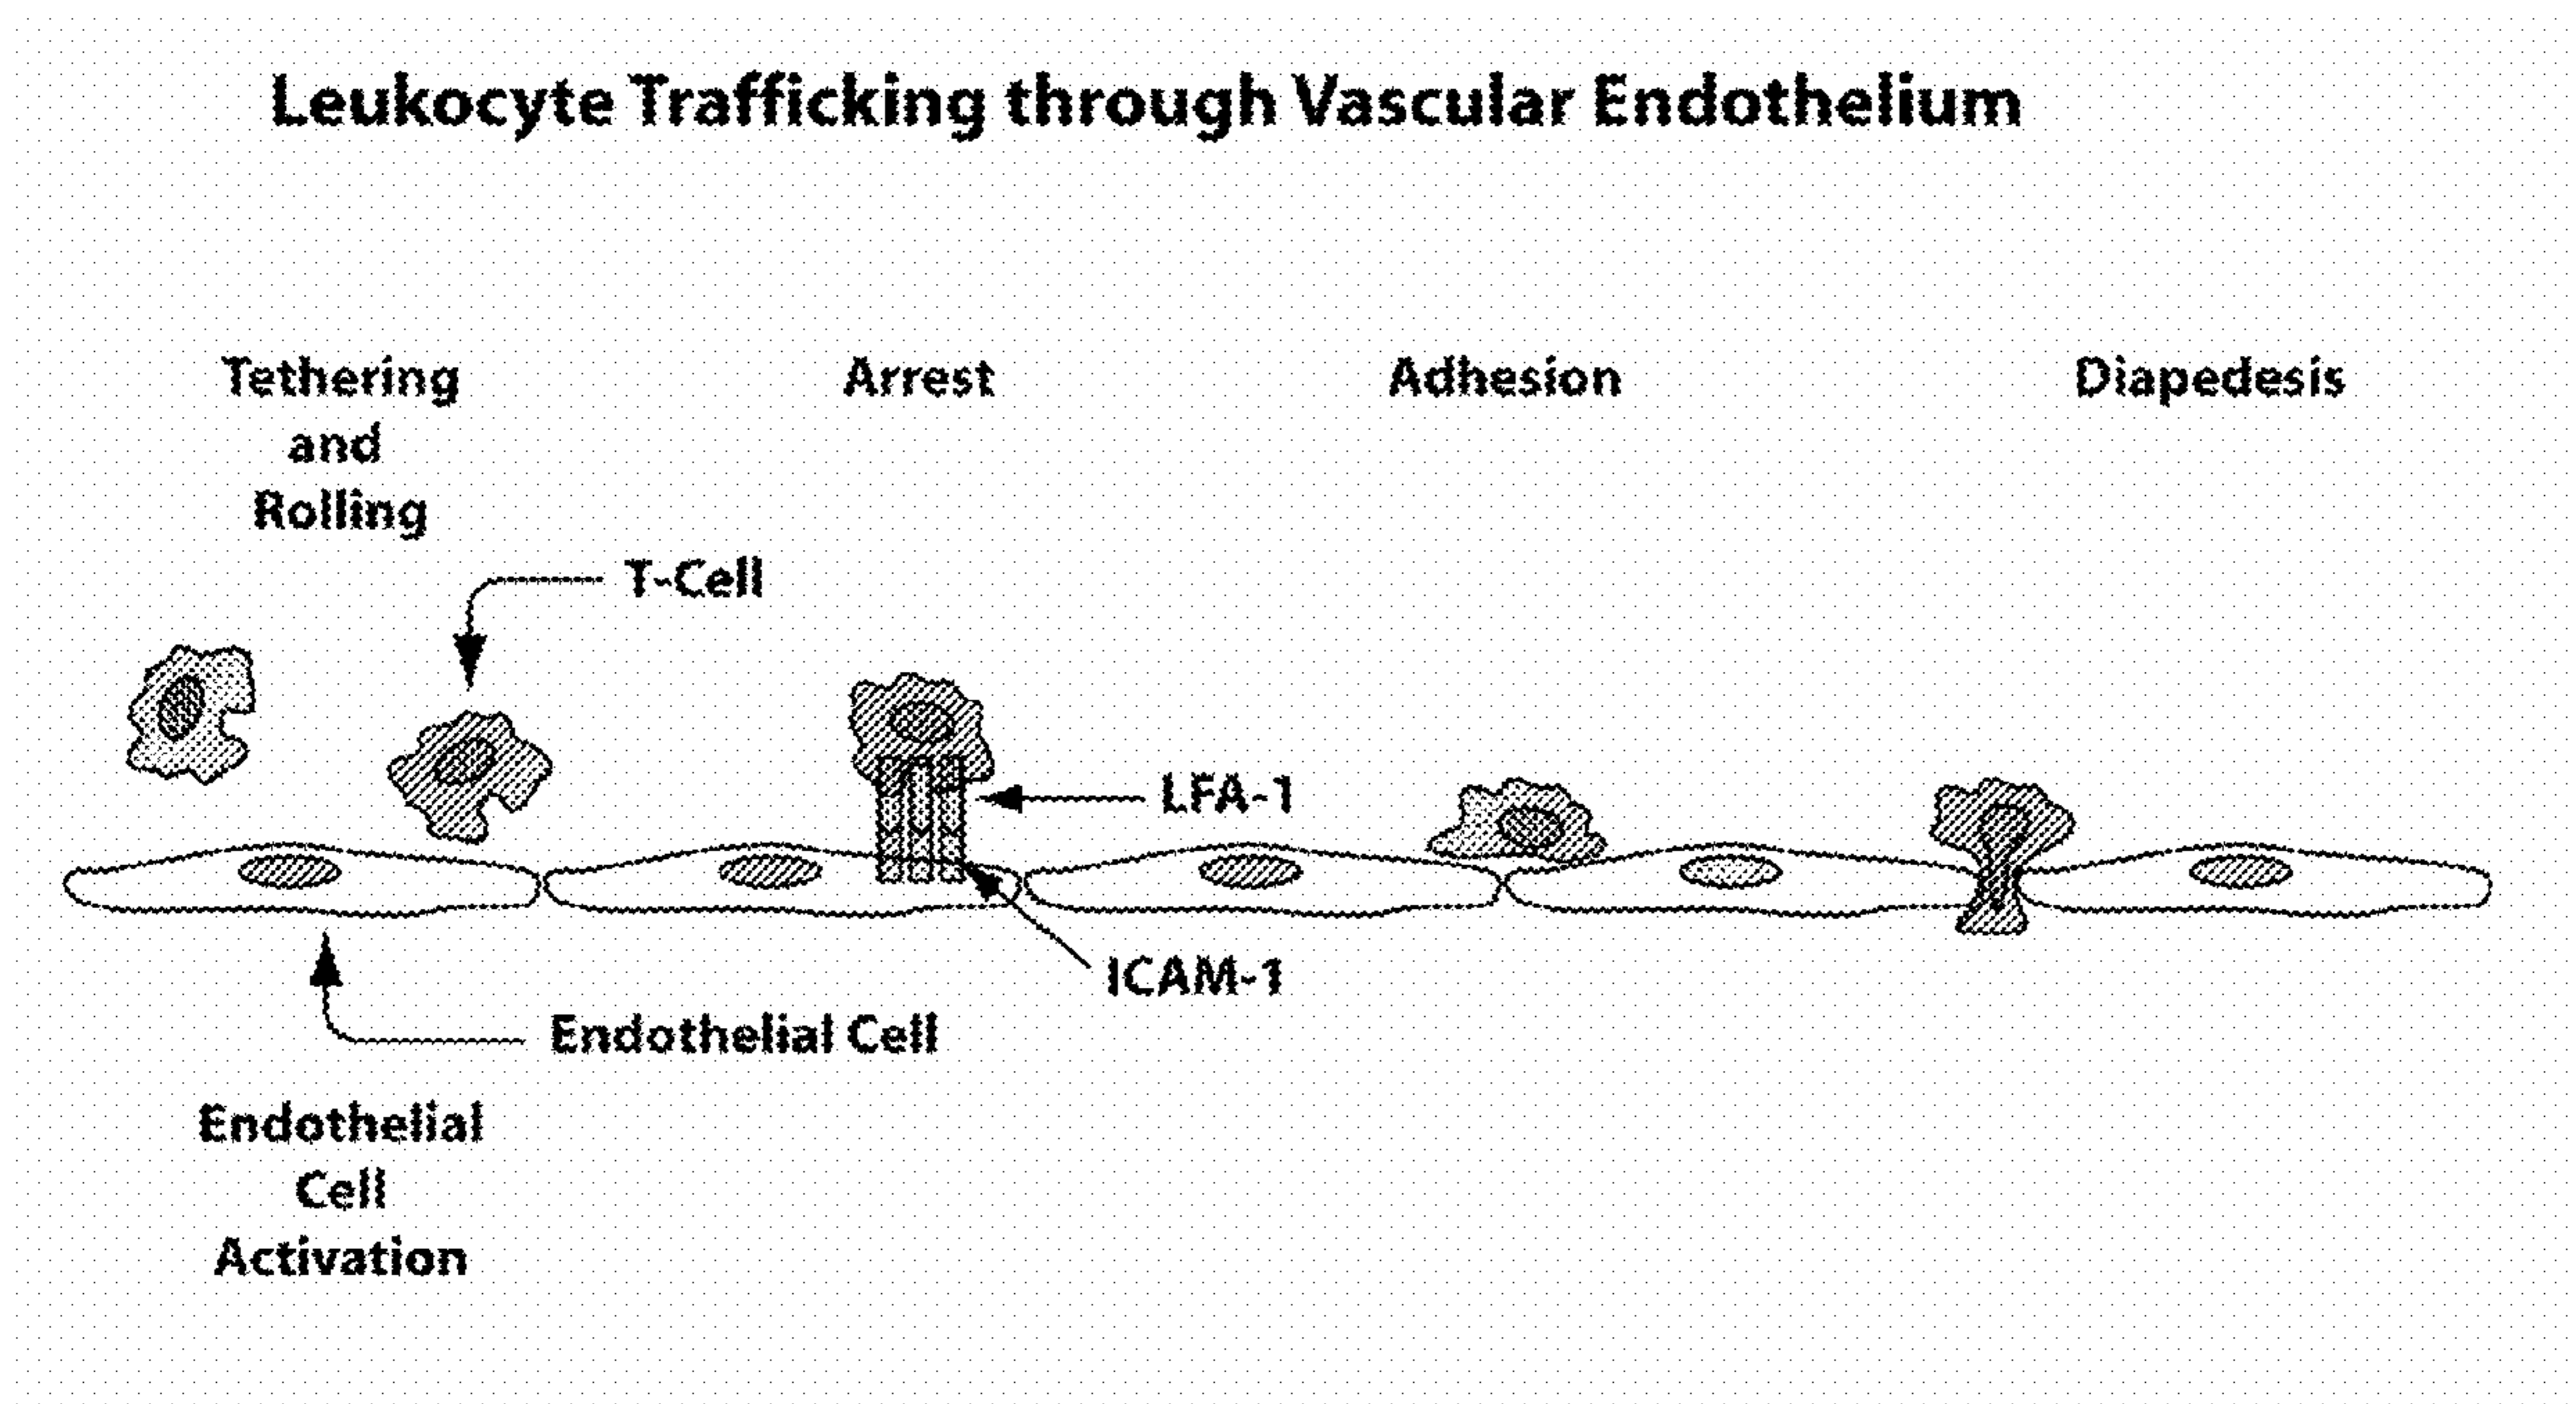 Leukocyte Trafficking through Vascular Endothelium
Tethering
and
Rolling
Arrest
Adhesion
Diapedesis
T-Cell
LFA-1
ICAM-1
Endothelial Cell
Endothelial
Cell
Activation